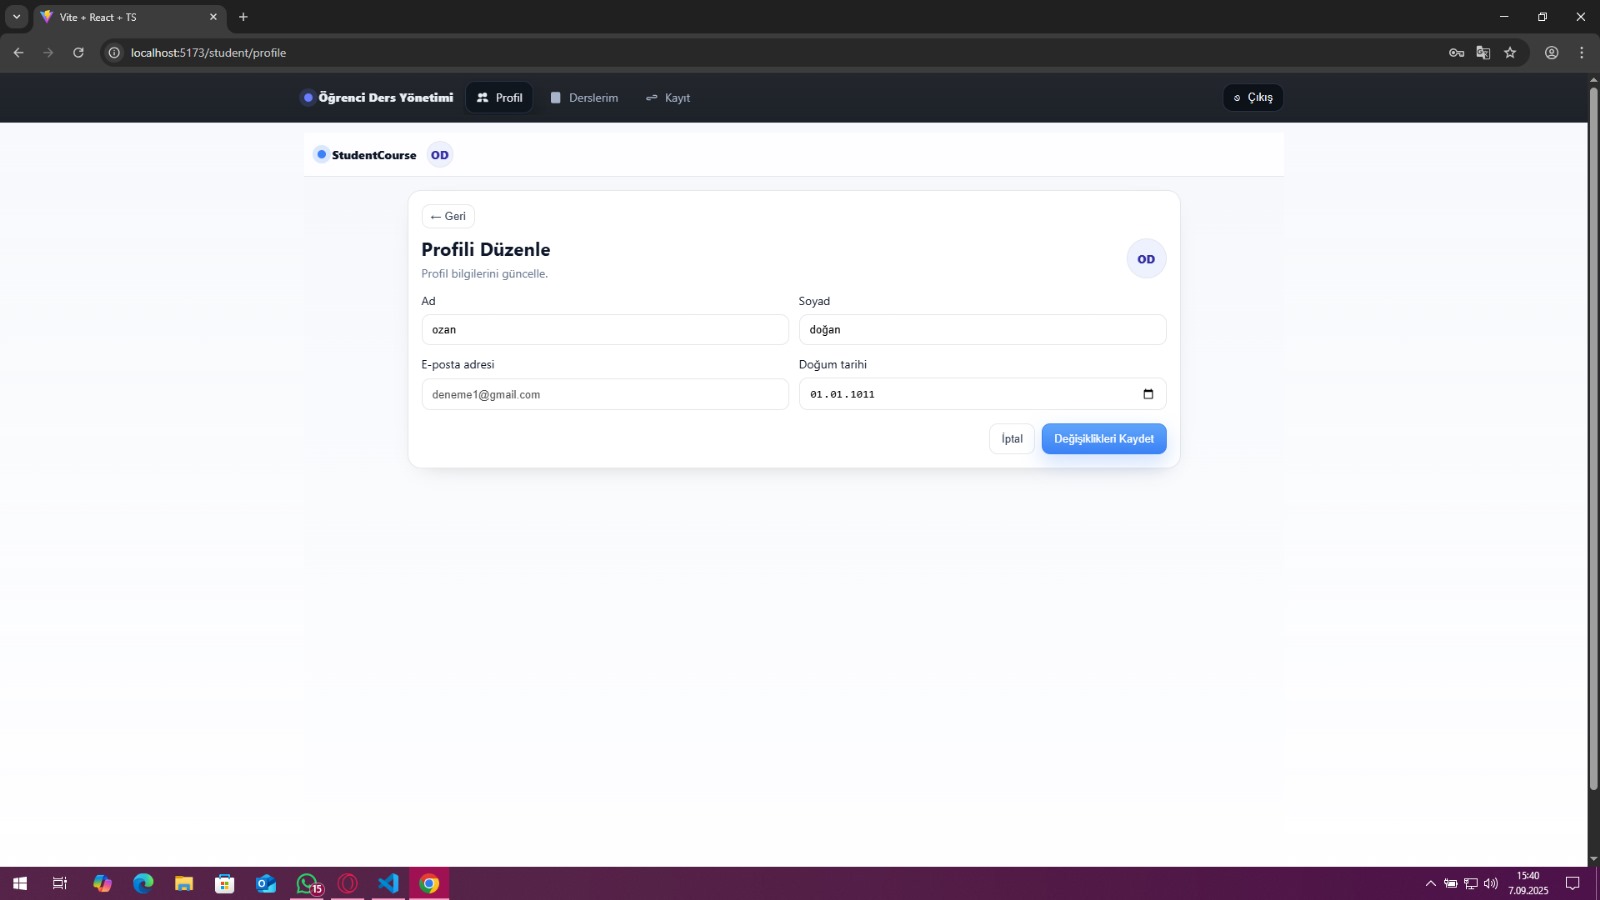 Vite + React + TS
localhost:5173/student/profile
Öğrenci Ders Yönetimi
Profil
Derslerim
Kayıt
Çıkış
StudentCourse
OD
← Geri
Profili Düzenle
Profil bilgilerini güncelle.
OD
Ad
Soyad
ozan
doğan
E-posta adresi
Doğum tarihi
deneme1@gmail.com
01.01.1011
İptal
Değişiklikleri Kaydet
15
15:40
7.09.2025